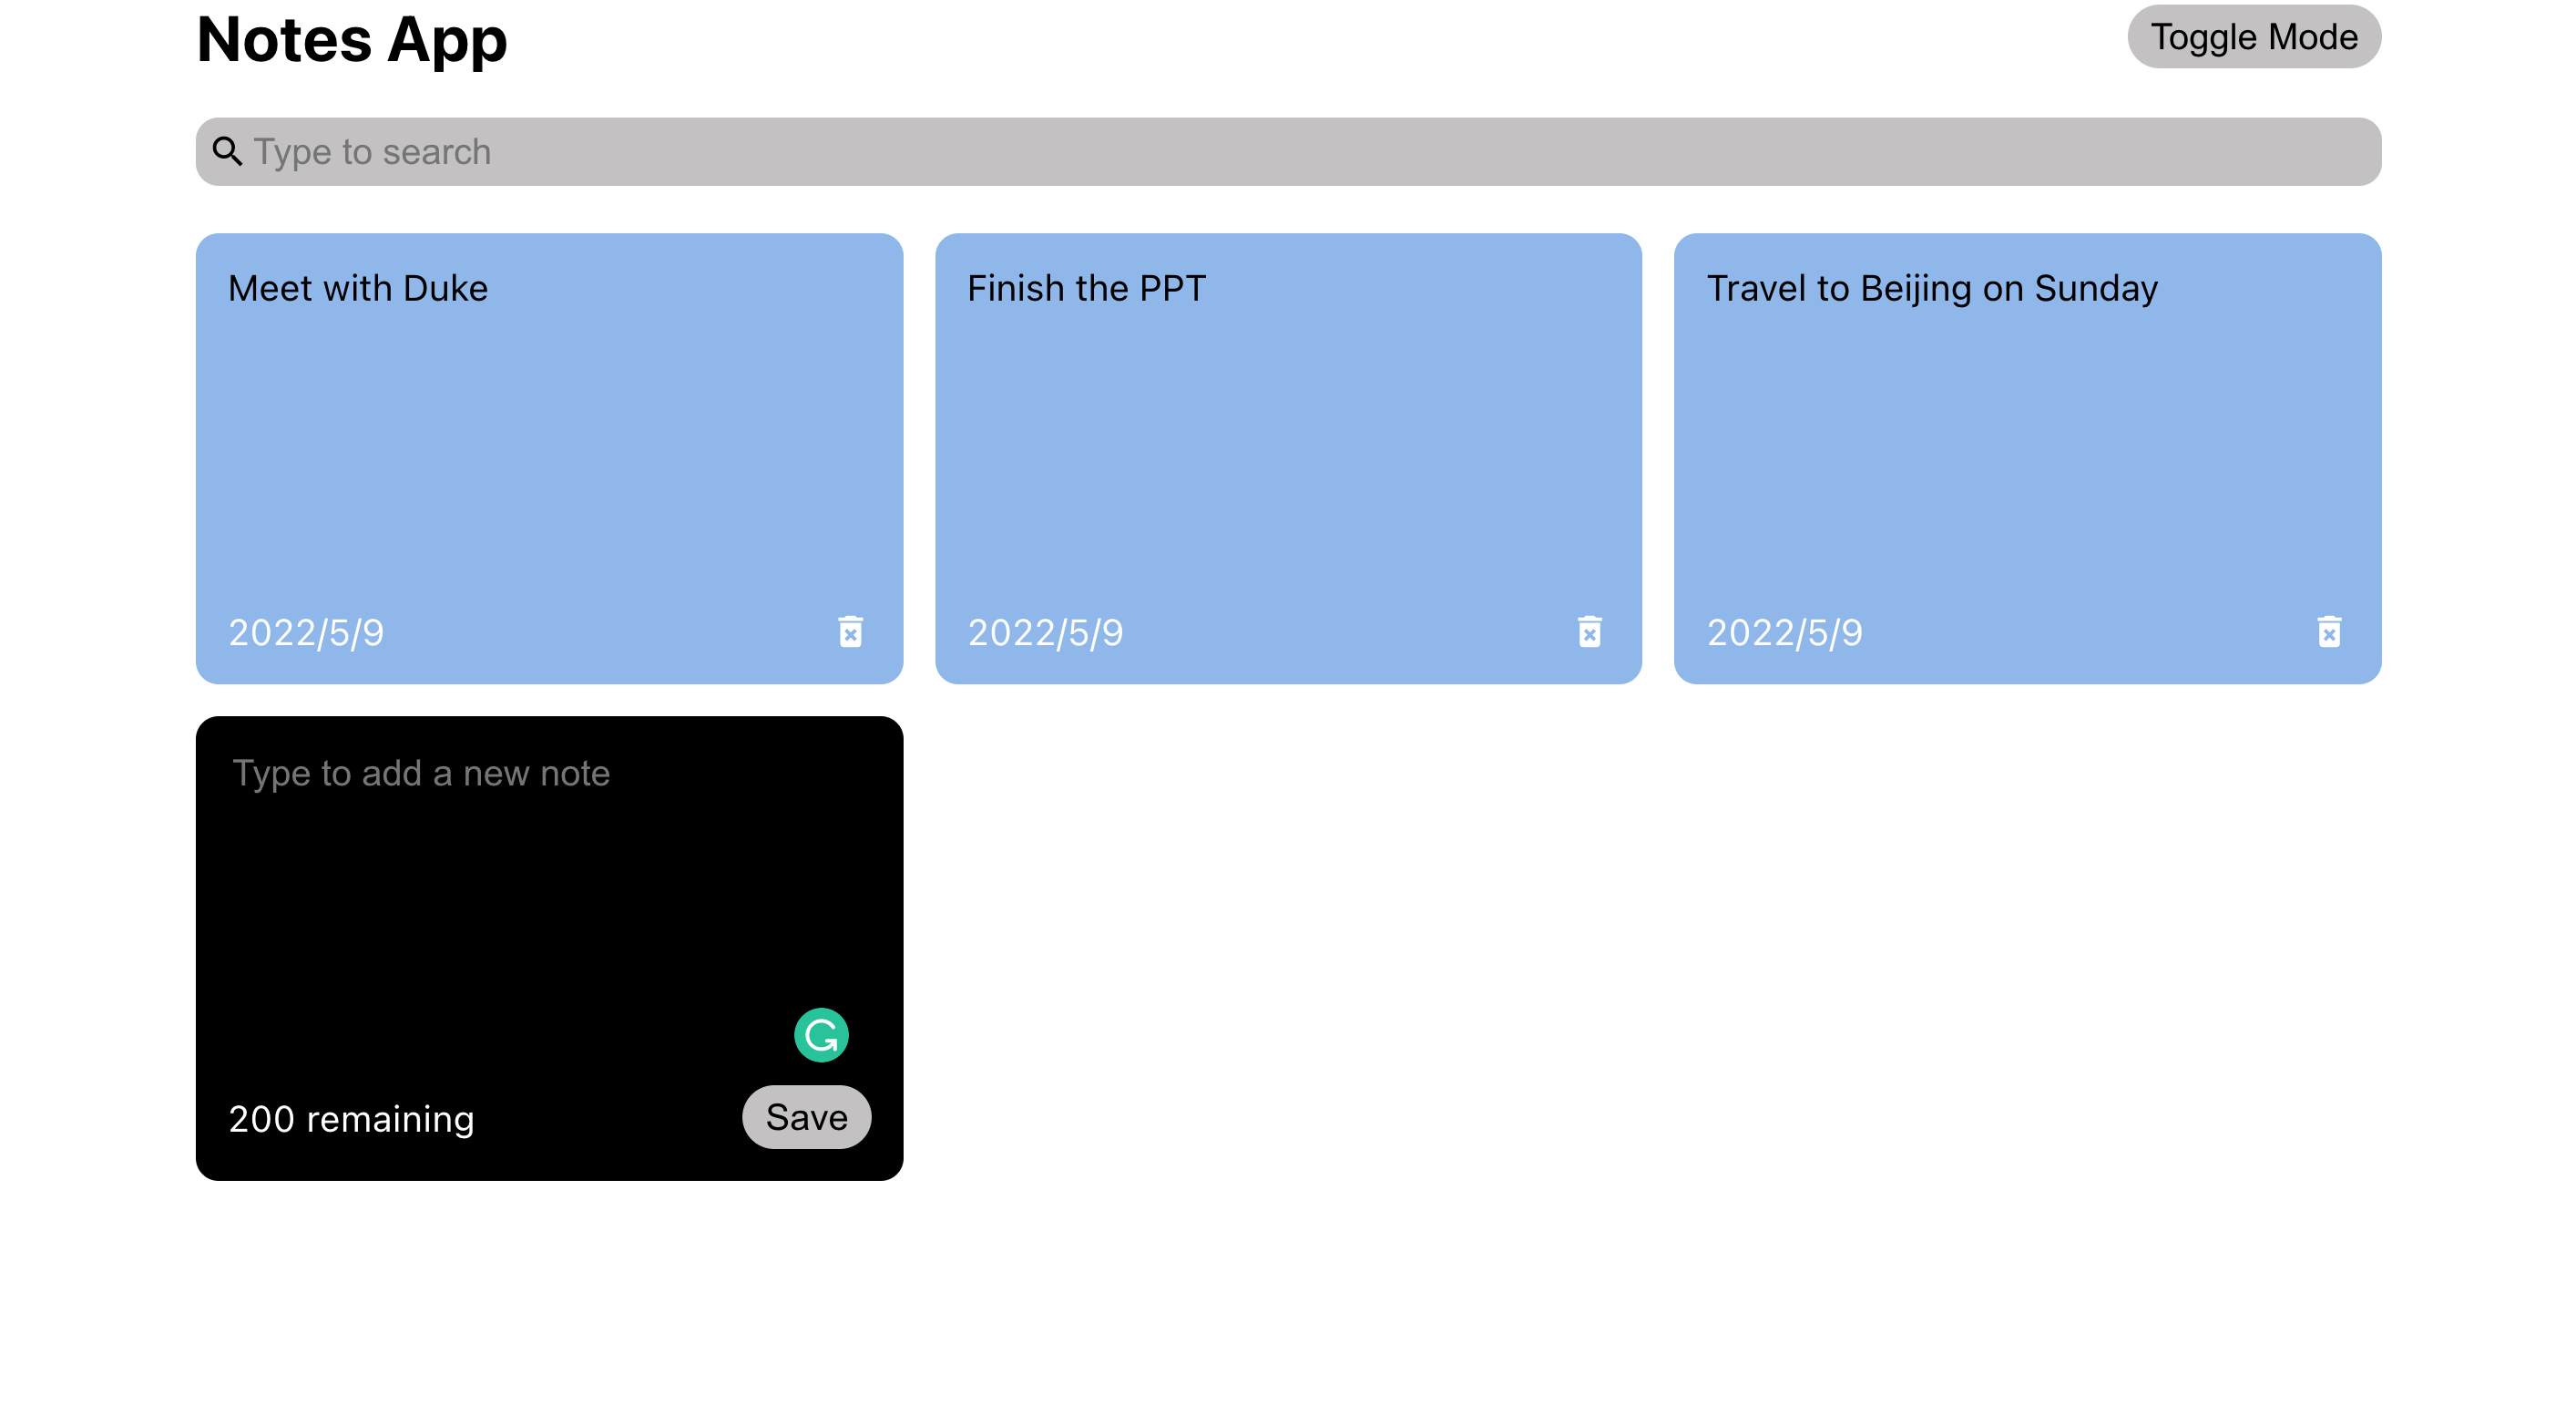 Notes App
Toggle Mode
Type to search
Meet with Duke
Finish the PPT
Travel to Beijing on Sunday
2022/5/9
2022/5/9
2022/5/9
Type to add a new note
200 remaining
Save